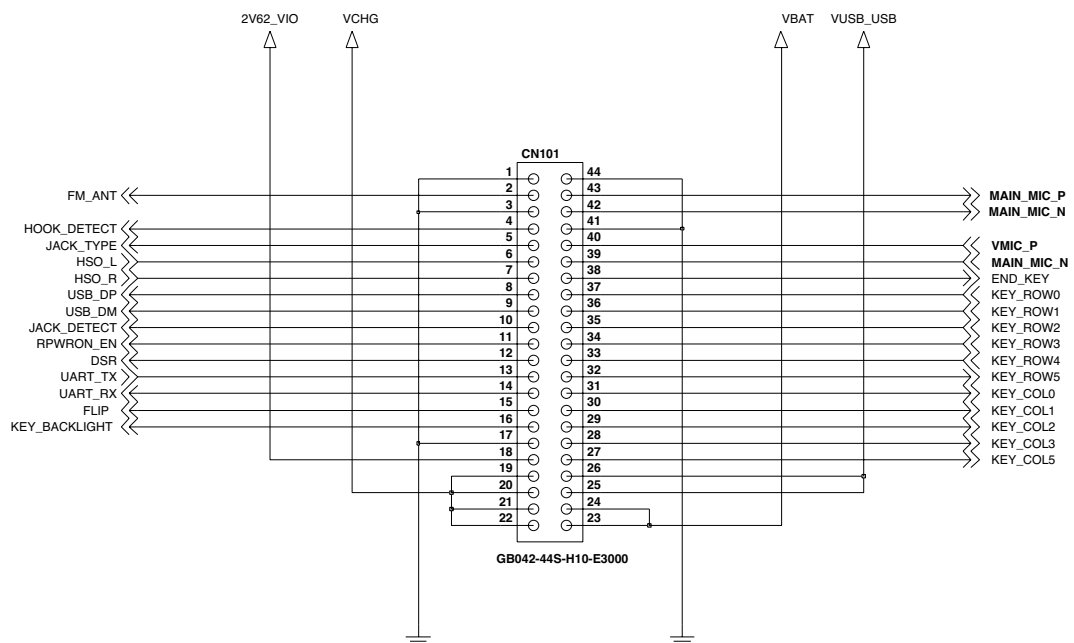 2V62_VIO VCHG VBAT VUSB_USB
CN101
1 44
FM_ANT 2 43 MAIN_MIC_P
3 42 MAIN_MIC_N
HOOK_DETECT 4 41
JACK_TYPE 5 40 VMIC_P
HSO_L 6 39 MAIN_MIC_N
HSO_R 7 38 END_KEY
USB_DP 8 37 KEY_ROW0
USB_DM 9 36 KEY_ROW1
JACK_DETECT 10 35 KEY_ROW2
RPWRON_EN 11 34 KEY_ROW3
DSR 12 33 KEY_ROW4
UART_TX 13 32 KEY_ROW5
UART_RX 14 31 KEY_COL0
FLIP 15 30 KEY_COL1
KEY_BACKLIGHT 16 29 KEY_COL2
17 28 KEY_COL3
18 27 KEY_COL5
19 26
20 25
21 24
22 23
GB042-44S-H10-E3000